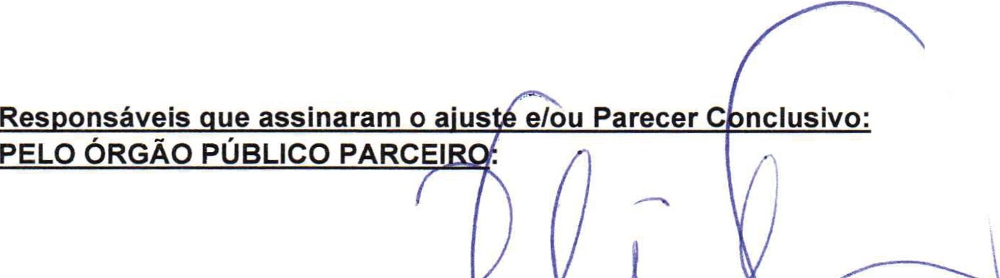 Responsáveis que assinaram o ajuste e/ou Parecer Conclusivo:
PELO ÓRGÃO PÚBLICO PARCEIRO: